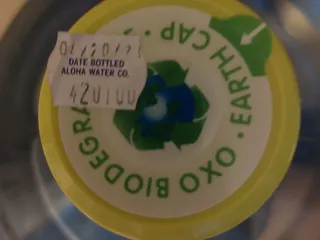 DATE BOTTLED
ALOHA WATER CO.
420100
EARTH CAP • OXO BIODEGRA